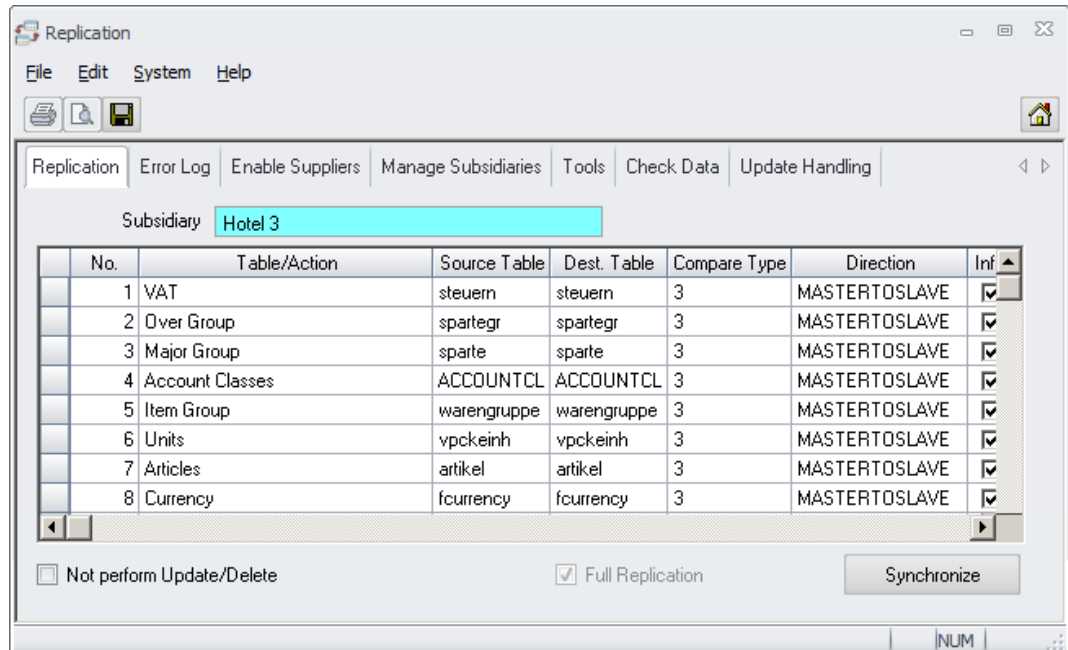 Replication
File Edit System Help
Replication Error Log Enable Suppliers Manage Subsidiaries Tools Check Data Update Handling
Subsidiary Hotel 3
No. Table/Action Source Table Dest. Table Compare Type Direction Inf
1 VAT steuern steuern 3 MASTERTOSLAVE
2 Over Group spartegr spartegr 3 MASTERTOSLAVE
3 Major Group sparte sparte 3 MASTERTOSLAVE
4 Account Classes ACCOUNTCL ACCOUNTCL 3 MASTERTOSLAVE
5 Item Group warengruppe warengruppe 3 MASTERTOSLAVE
6 Units vpckeinh vpckeinh 3 MASTERTOSLAVE
7 Articles artikel artikel 3 MASTERTOSLAVE
8 Currency fcurrency fcurrency 3 MASTERTOSLAVE
Not perform Update/Delete Full Replication Synchronize
NUM